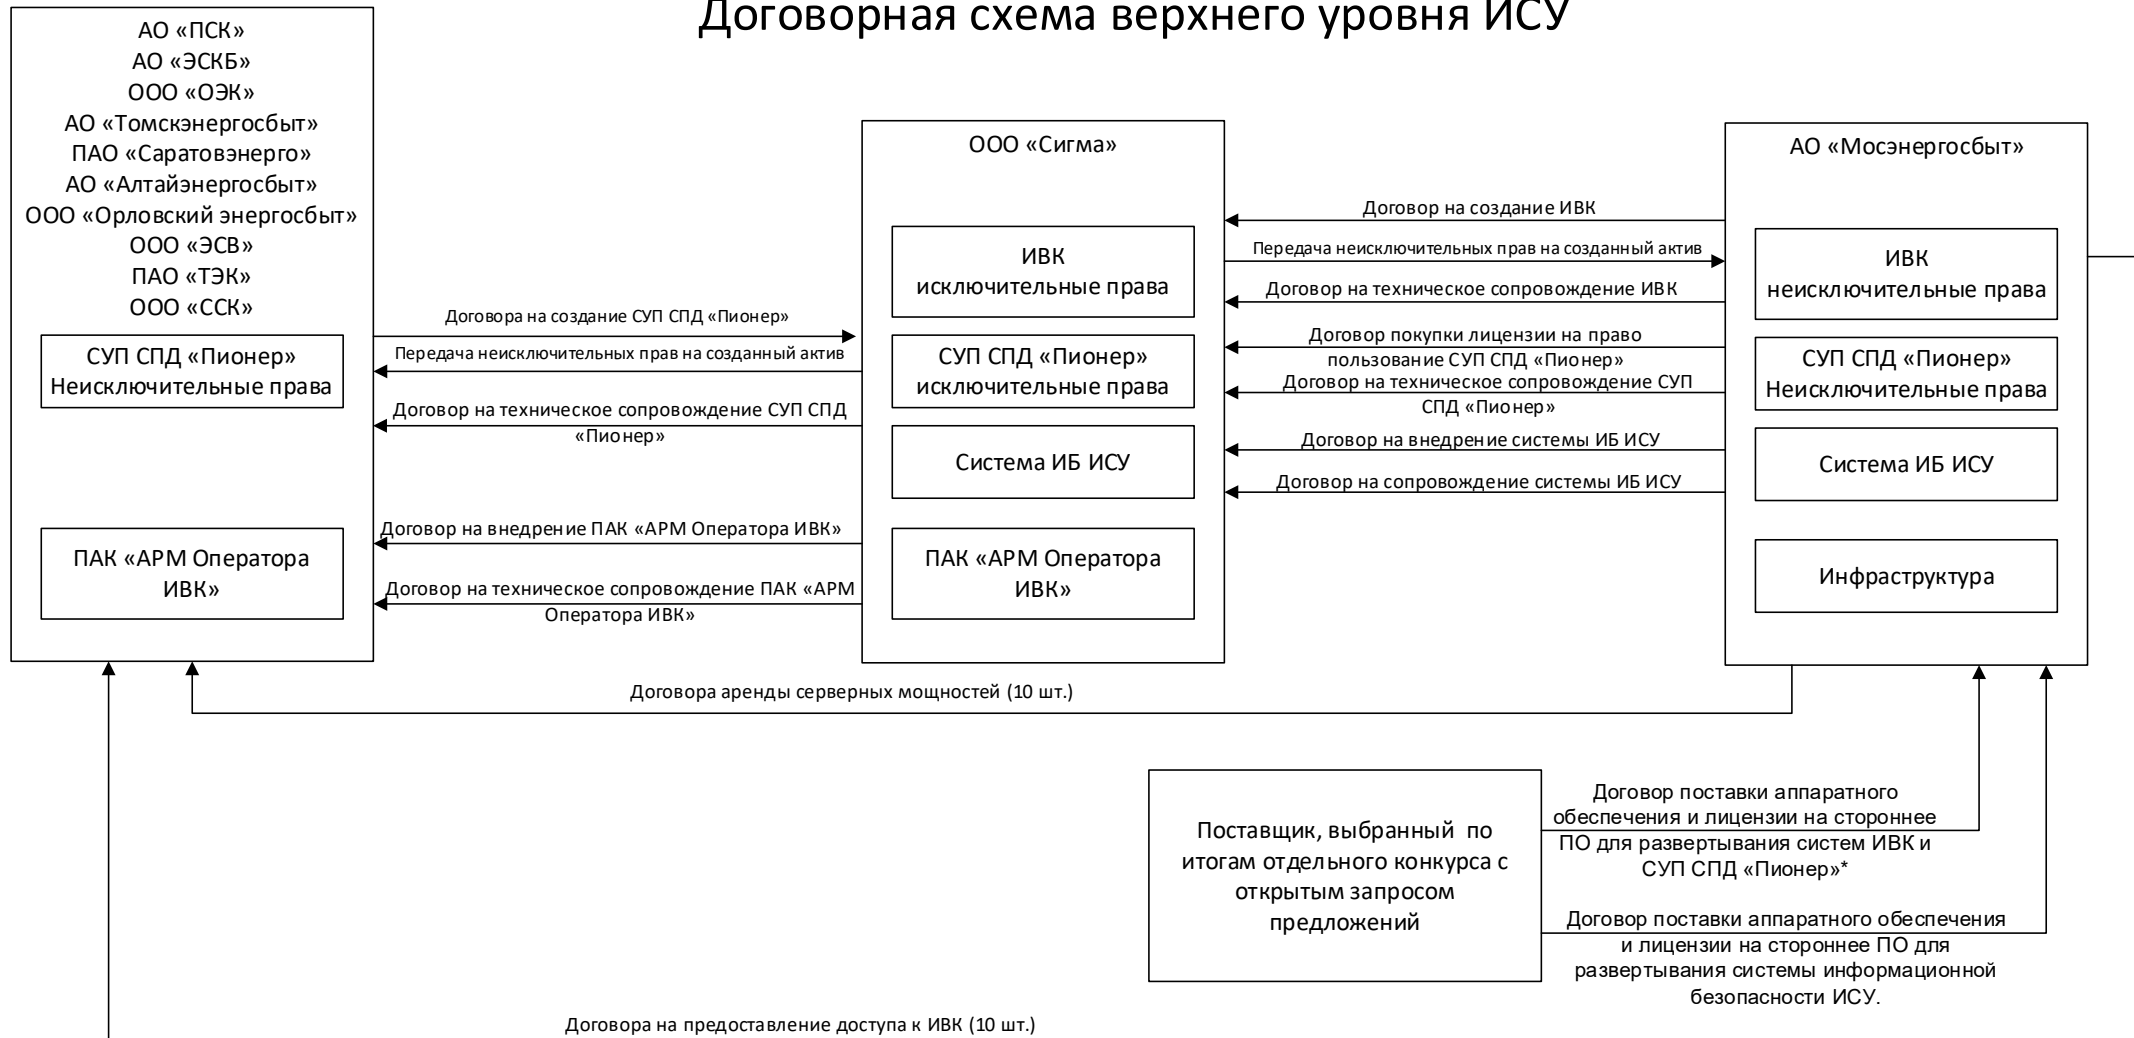 Договорная схема верхнего уровня ИСУ
АО «ПСК»
АО «ЭСКБ»
ООО «ОЭК»
АО «Томскэнергосбыт»
ПАО «Саратовэнерго»
АО «Алтайэнергосбыт»
ООО «Орловский энергосбыт»
ООО «ЭСВ»
ПАО «ТЭК»
ООО «ССК»
СУП СПД «Пионер»
Неисключительные права
ПАК «АРМ Оператора
ИВК»
Договора на создание СУП СПД «Пионер»
Передача неисключительных прав на созданный актив
Договор на техническое сопровождение СУП СПД
«Пионер»
Договор на внедрение ПАК «АРМ Оператора ИВК»
Договор на техническое сопровождение ПАК «АРМ
Оператора ИВК»
ООО «Сигма»
ИВК
исключительные права
СУП СПД «Пионер»
исключительные права
Система ИБ ИСУ
ПАК «АРМ Оператора
ИВК»
Договор на создание ИВК
Передача неисключительных прав на созданный актив
Договор на техническое сопровождение ИВК
Договор покупки лицензии на право
пользование СУП СПД «Пионер»
Договор на техническое сопровождение СУП
СПД «Пионер»
Договор на внедрение системы ИБ ИСУ
Договор на сопровождение системы ИБ ИСУ
АО «Мосэнергосбыт»
ИВК
неисключительные права
СУП СПД «Пионер»
Неисключительные права
Система ИБ ИСУ
Инфраструктура
Договора аренды серверных мощностей (10 шт.)
Поставщик, выбранный по
итогам отдельного конкурса с
открытым запросом
предложений
Договор поставки аппаратного
обеспечения и лицензии на стороннее
ПО для развертывания систем ИВК и
СУП СПД «Пионер»*
Договор поставки аппаратного обеспечения
и лицензии на стороннее ПО для
развертывания системы информационной
безопасности ИСУ.
Договора на предоставление доступа к ИВК (10 шт.)